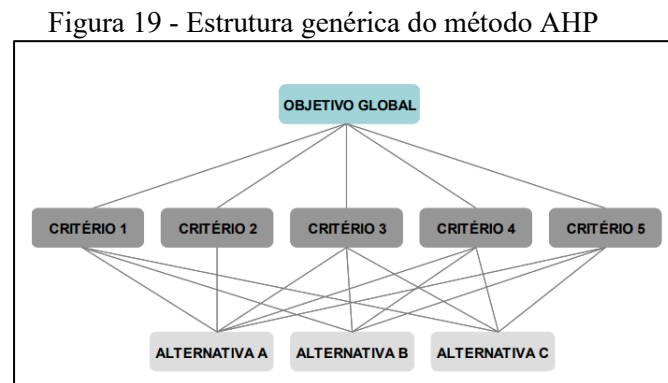 Figura 19 - Estrutura genérica do método AHP
OBJETIVO GLOBAL
CRITÉRIO 1 CRITÉRIO 2 CRITÉRIO 3 CRITÉRIO 4 CRITÉRIO 5
ALTERNATIVA A ALTERNATIVA B ALTERNATIVA C